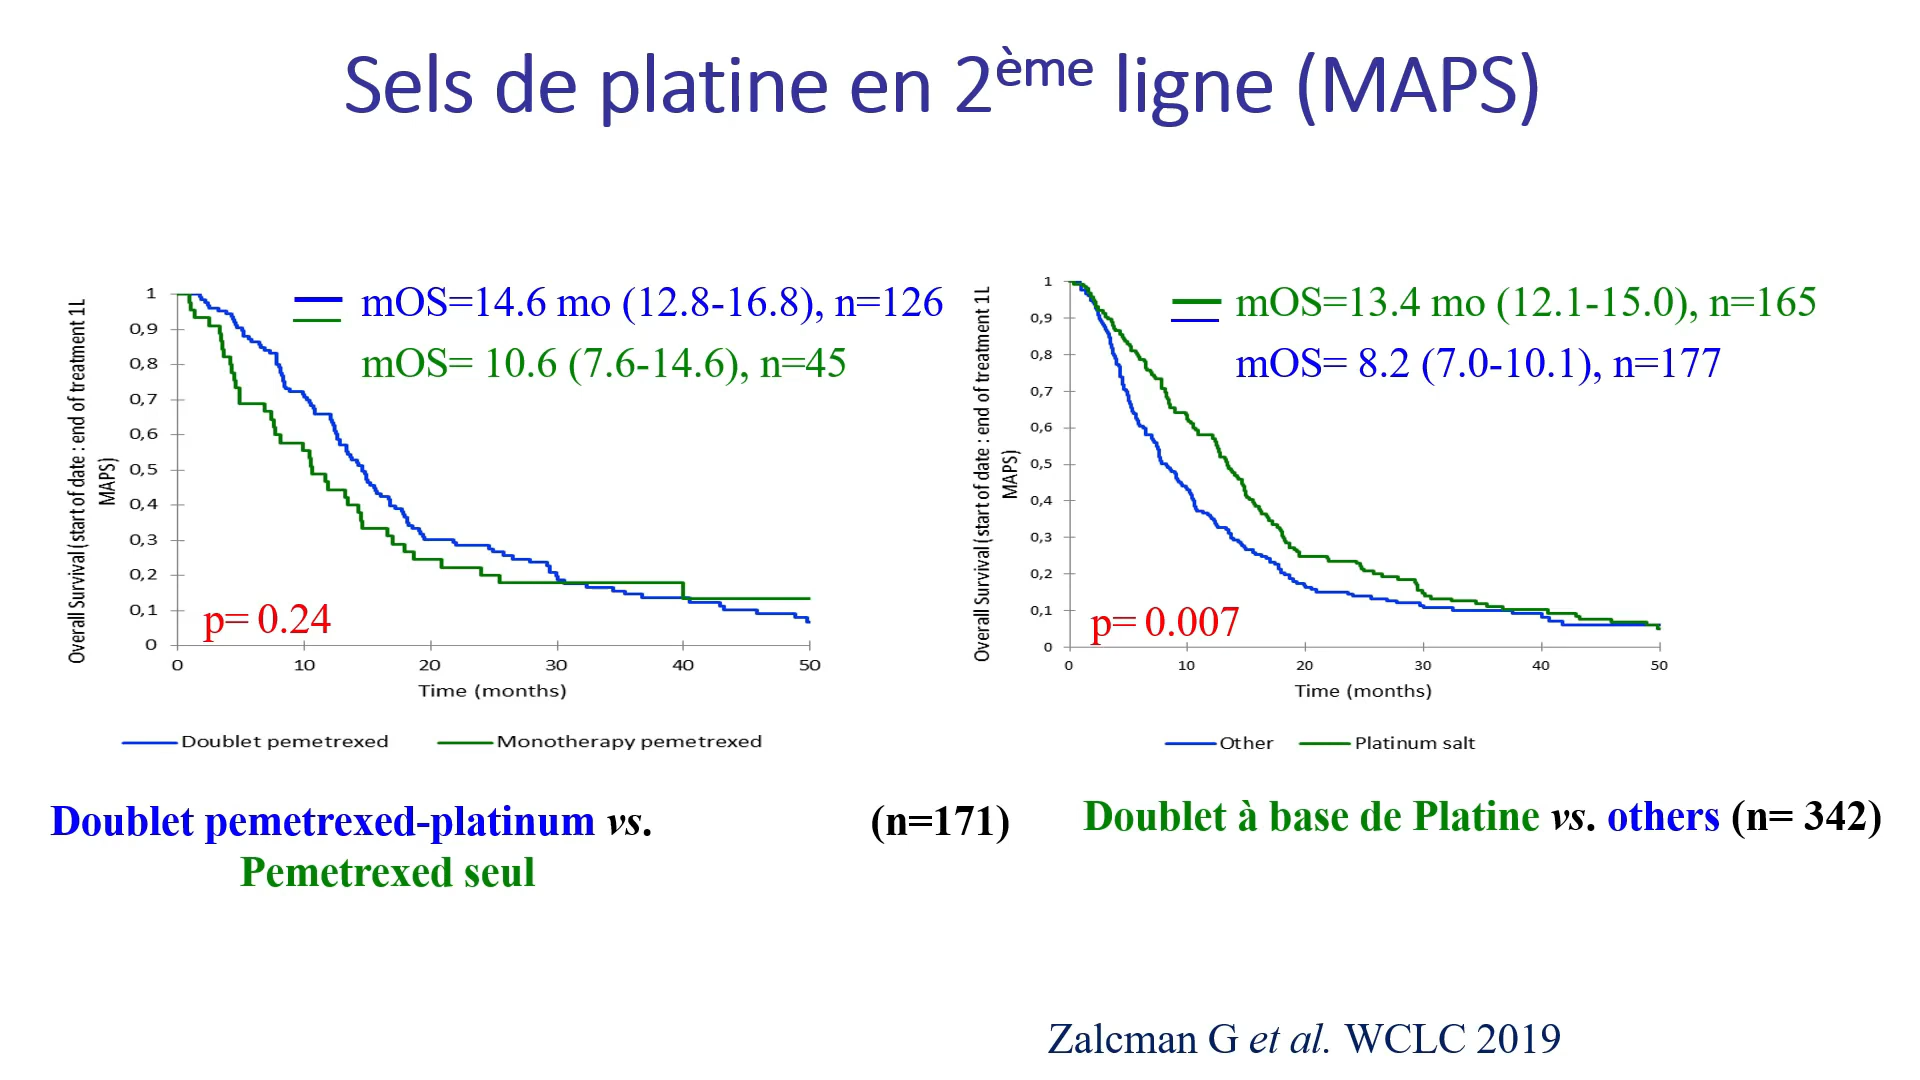 Sels de platine en 2ème ligne (MAPS)
mOS=14.6 mo (12.8-16.8), n=126
mOS= 10.6 (7.6-14.6), n=45
Overall Survival (start of date : end of treatment 1L
MAPS)
1
0,9
0,8
0,7
0,6
0,5
0,4
0,3
0,2
0,1
0
p= 0.24
0 10 20 30 40 50
Time (months)
Doublet pemetrexed Monotherapy pemetrexed
Doublet pemetrexed-platinum vs. (n=171)
Pemetrexed seul
mOS=13.4 mo (12.1-15.0), n=165
mOS= 8.2 (7.0-10.1), n=177
Overall Survival (start of date : end of treatment 1L
MAPS)
1
0,9
0,8
0,7
0,6
0,5
0,4
0,3
0,2
0,1
0
p= 0.007
0 10 20 30 40 50
Time (months)
Other Platinum salt
Doublet à base de Platine vs. others (n= 342)
Zalcman G et al. WCLC 2019